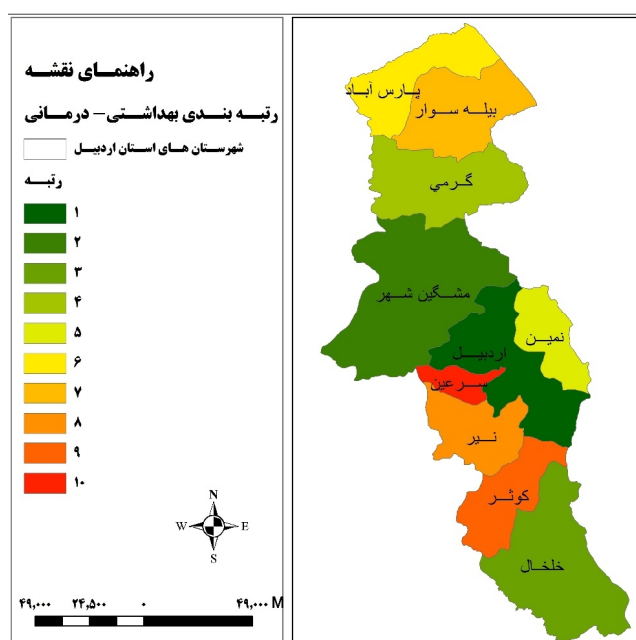 راهنمای نقشه
رتبه بندی بهداشتی- درمانی
شهرستان های استان اردبیل
رتبه
۱
۲
۳
۴
۵
۶
۷
۸
۹
۱۰
N
W E
S
۴۹,۰۰۰ ۲۴,۵۰۰ ۰ ۴۹,۰۰۰ M
پارس آباد
بیله سوار
گرمي
مشگین شهر
نمین
اردبیل
سرعین
نیر
کوثر
خلخال